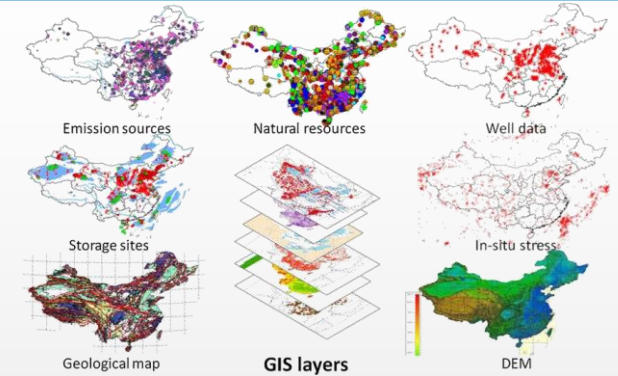 Emission sources
Natural resources
Well data
Storage sites
In-situ stress
Geological map
GIS layers
DEM